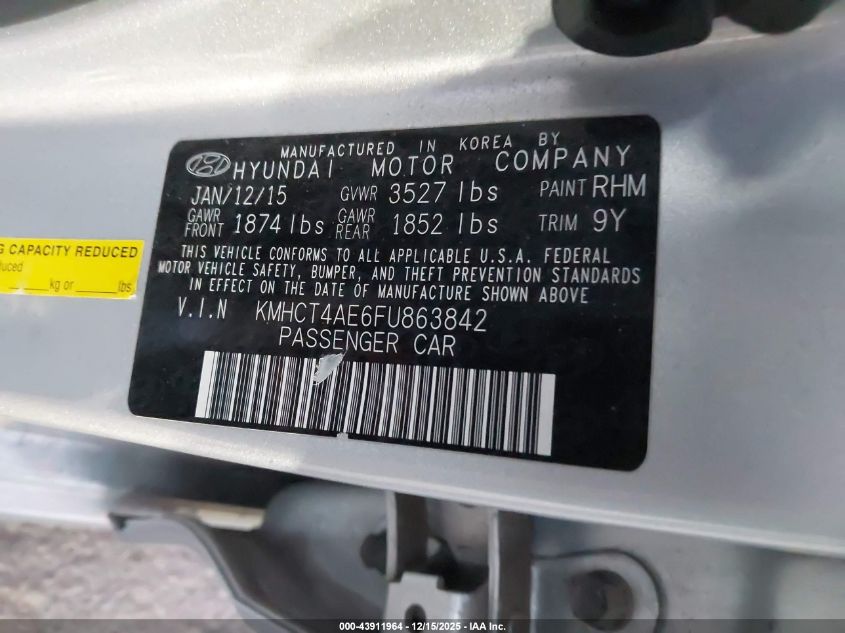 MANUFACTURED IN KOREA BY
HYUNDAI MOTOR COMPANY
JAN/12/15 GVWR 3527 lbs PAINT RHM
GAWR FRONT 1874 lbs GAWR REAR 1852 lbs TRIM 9Y
THIS VEHICLE CONFORMS TO ALL APPLICABLE U.S.A. FEDERAL
MOTOR VEHICLE SAFETY, BUMPER, AND THEFT PREVENTION STANDARDS
IN EFFECT ON THE DATE OF MANUFACTURE SHOWN ABOVE
V.I.N KMHCT4AE6FU863842
PASSENGER CAR
CAPACITY REDUCED
kg or lbs
000-43911964 - 12/15/2025 - IAA Inc.